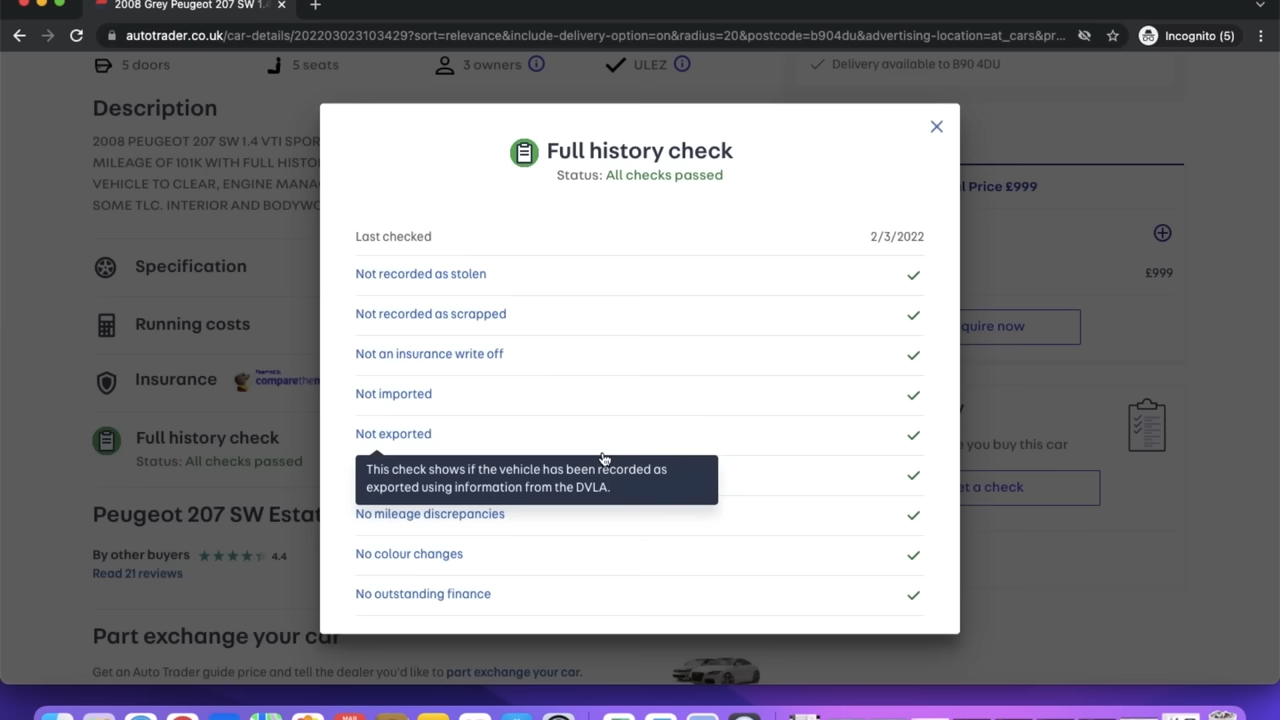 2008 Grey Peugeot 207 SW 1.4
autotrader.co.uk/car-details/202203023103429?sort=relevance&include-delivery-option=on&radius=20&postcode=b904du&advertising-location=at_cars&pr...
Incognito (5)
5 doors
5 seats
3 owners
ULEZ
Delivery available to B90 4DU
Description
2008 PEUGEOT 207 SW 1.4 VTI SPOR
MILEAGE OF 101K WITH FULL HISTO
VEHICLE TO CLEAR, ENGINE MANA
SOME TLC. INTERIOR AND BODYWO
Specification
Running costs
Insurance
comparethe
Full history check
Status: All checks passed
Peugeot 207 SW Estat
By other buyers
4.4
Read 21 reviews
Part exchange your car
Get an Auto Trader guide price and tell the dealer you'd like to part exchange your car.
Full history check
Status: All checks passed
Last checked
2/3/2022
Not recorded as stolen
Not recorded as scrapped
Not an insurance write off
Not imported
Not exported
This check shows if the vehicle has been recorded as
exported using information from the DVLA.
No mileage discrepancies
No colour changes
No outstanding finance
l Price £999
£999
quire now
y
you buy this car
et a check